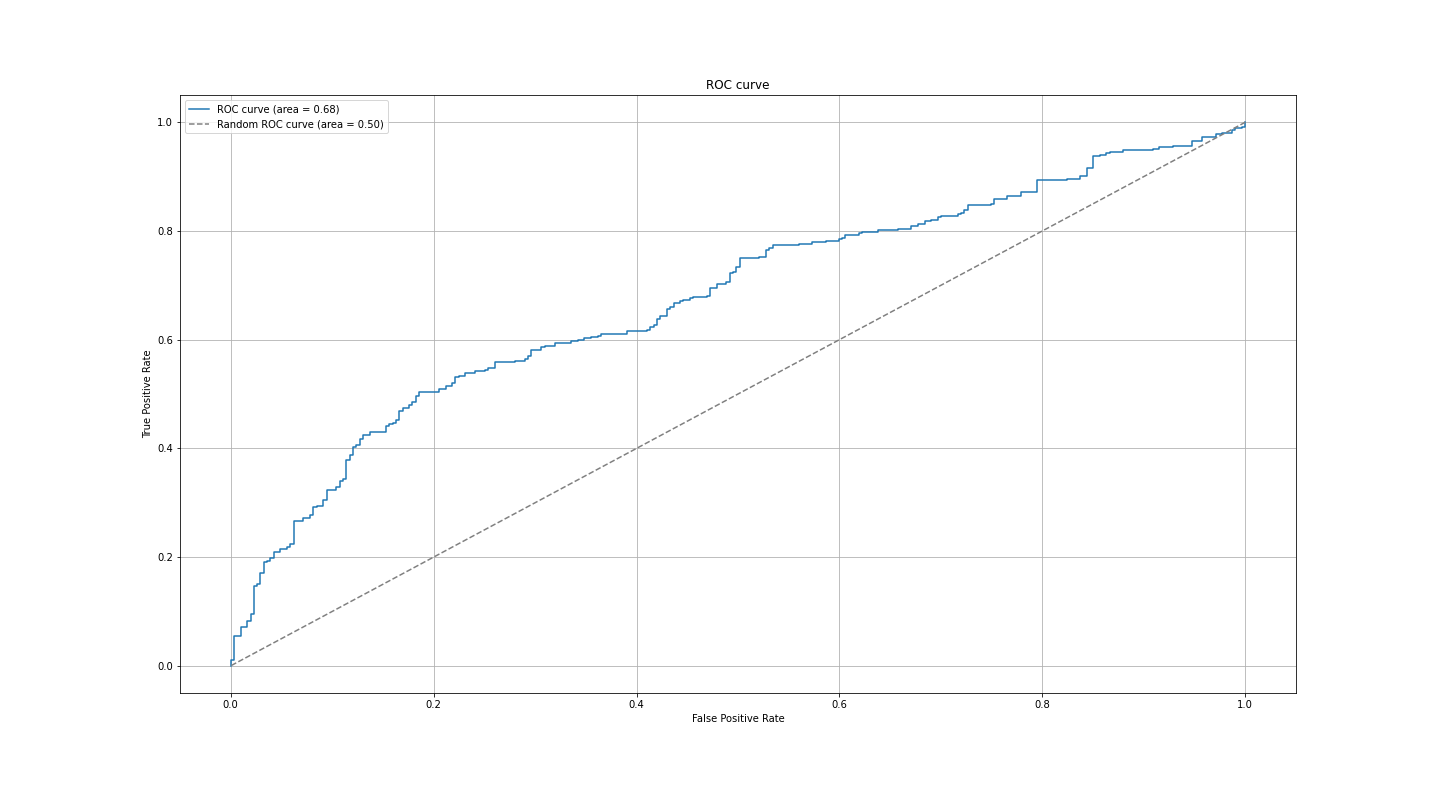 ROC curve
ROC curve (area = 0.68)
Random ROC curve (area = 0.50)
1.0
0.8
0.6
0.4
0.2
0.0
True Positive Rate
0.0 0.2 0.4 0.6 0.8 1.0
False Positive Rate